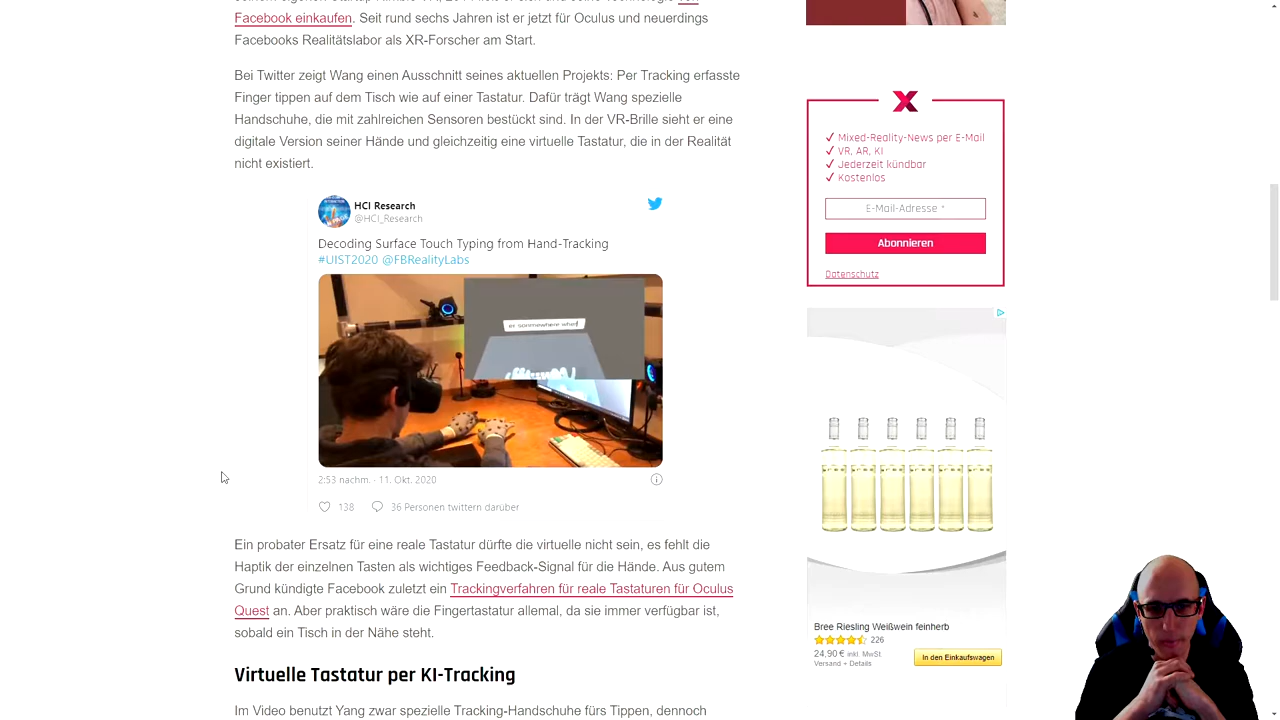 Facebook einkaufen. Seit rund sechs Jahren ist er jetzt für Oculus und neuerdings
Facebooks Realitätslabor als XR-Forscher am Start.
Bei Twitter zeigt Wang einen Ausschnitt seines aktuellen Projekts: Per Tracking erfasste
Finger tippen auf dem Tisch wie auf einer Tastatur. Dafür trägt Wang spezielle
Handschuhe, die mit zahlreichen Sensoren bestückt sind. In der VR-Brille sieht er eine
digitale Version seiner Hände und gleichzeitig eine virtuelle Tastatur, die in der Realität
nicht existiert.
HCI Research
@HCI_Research
Decoding Surface Touch Typing from Hand-Tracking
#UIST2020 @FBRealityLabs
2:53 nachm. · 11. Okt. 2020
138
36 Personen twittern darüber
Ein probater Ersatz für eine reale Tastatur dürfte die virtuelle nicht sein, es fehlt die
Haptik der einzelnen Tasten als wichtiges Feedback-Signal für die Hände. Aus gutem
Grund kündigte Facebook zuletzt ein Trackingverfahren für reale Tastaturen für Oculus
Quest an. Aber praktisch wäre die Fingertastatur allemal, da sie immer verfügbar ist,
sobald ein Tisch in der Nähe steht.
Virtuelle Tastatur per KI-Tracking
Im Video benutzt Yang zwar spezielle Tracking-Handschuhe fürs Tippen, dennoch
✓ Mixed-Reality-News per E-Mail
✓ VR, AR, KI
✓ Jederzeit kündbar
✓ Kostenlos
E-Mail-Adresse *
Abonnieren
Datenschutz
Bree Riesling Weißwein feinherb
226
24,90 € inkl. MwSt.
Versand + Details
In den Einkaufswagen